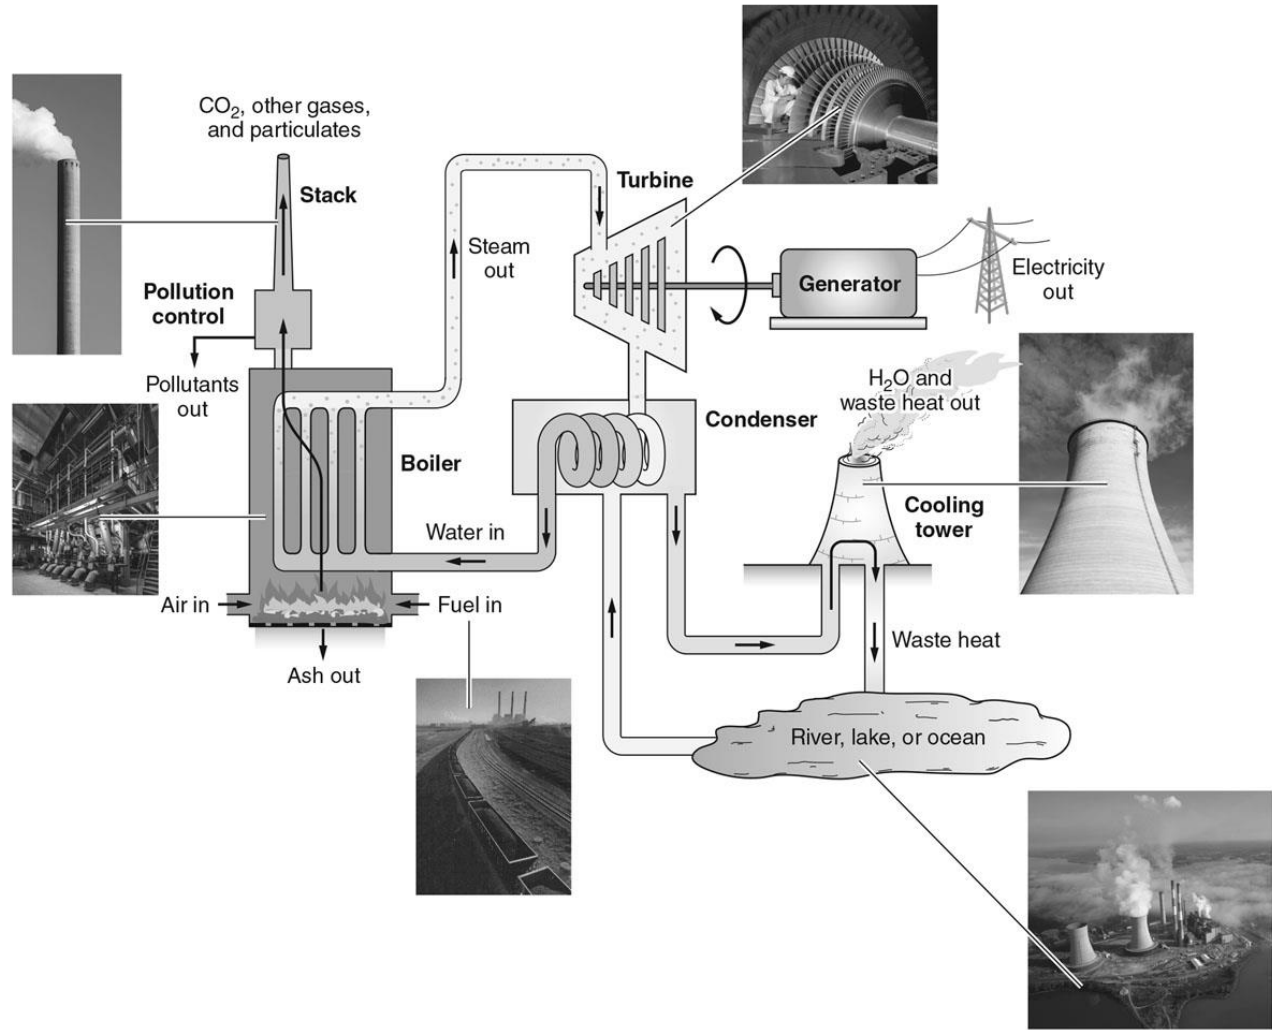 CO₂, other gases,
and particulates
Stack
Turbine
Steam
out
Generator
Electricity
out
Pollution
control
Pollutants
out
H₂O and
waste heat out
Condenser
Boiler
Cooling
tower
Water in
Air in
Fuel in
Waste heat
Ash out
River, lake, or ocean